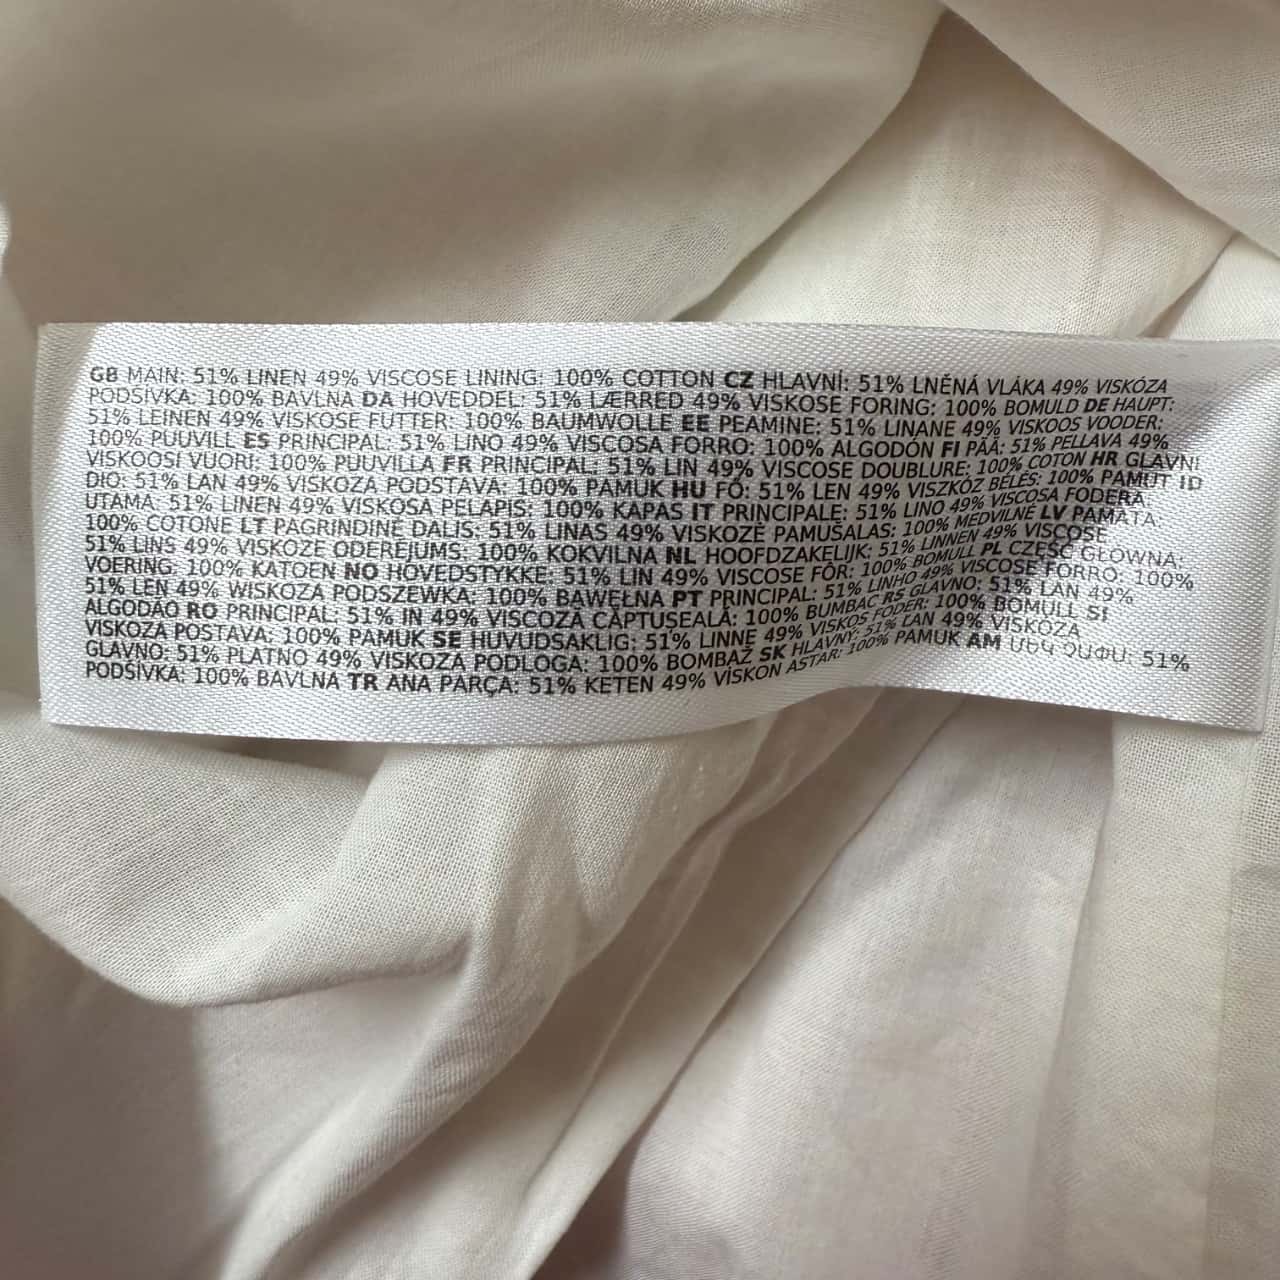 GB MAIN: 51% LINEN 49% VISCOSE LINING: 100% COTTON CZ HLAVNÍ: 51% LNĚNÁ VLÁKA 49% VISKÓZA
PODSÍVKA: 100% BAVLNA DA HOVEDDEL: 51% LÆRRED 49% VISKOSE FORING: 100% BOMULD DE HAUPT:
51% LEINEN 49% VISKOSE FUTTER: 100% BAUMWOLLE EE PEAMINE: 51% LINANE 49% VISKOOS VOODER:
100% PUUVILL ES PRINCIPAL: 51% LINO 49% VISCOSA FORRO: 100% ALGODÓN FI PÄÄ: 51% PELLAVA 49%
VISKOOSI VUORI: 100% PUUVILLA FR PRINCIPAL: 51% LIN 49% VISCOSE DOUBLURE: 100% COTON HR GLAVNI
DIO: 51% LAN 49% VISKOZA PODSTAVA: 100% PAMUK HU FŐ: 51% LEN 49% VISZKÓZ BÉLÉS: 100% PAMUT ID
UTAMA: 51% LINEN 49% VISKOSA PELAPIS: 100% KAPAS IT PRINCIPALE: 51% LINO 49% VISCOSA FODERA:
100% COTONE LT PAGRINDINĖ DALIS: 51% LINAS 49% VISKOZĖ PAMUŠALAS: 100% MEDVILNĖ LV PAMATA:
51% LINS 49% VISKOZE ODERĒJUMS: 100% KOKVILNA NL HOOFDZAKELIJK: 51% LINNEN 49% VISCOSE
VOERING: 100% KATOEN NO HOVEDSTYKKE: 51% LIN 49% VISCOSE FÔR: 100% BOMULL PL CZĘŚĆ GŁÓWNA:
51% LEN 49% WISKOZA PODSZEWKA: 100% BAWEŁNA PT PRINCIPAL: 51% LINHO 49% VISCOSE FORRO: 100%
ALGODÃO RO PRINCIPAL: 51% IN 49% VISCOZĂ CĂPTUSEALĂ: 100% BUMBAC RS GLAVNO: 51% LAN 49%
VISKOZA POSTAVA: 100% PAMUK SE HUVUDSAKLIG: 51% LINNE 49% VISKOS FODER: 100% BOMULL SI
GLAVNO: 51% PLATNO 49% VISKOZA PODLOGA: 100% BOMBAŽ SK HLAVNÝ: 51% ĽAN 49% VISKÓZA
PODŠÍVKA: 100% BAVLNA TR ANA PARÇA: 51% KETEN 49% VİSKON ASTAR: 100% PAMUK AM ՄԵԿ ՉԱՓՍ: 51%